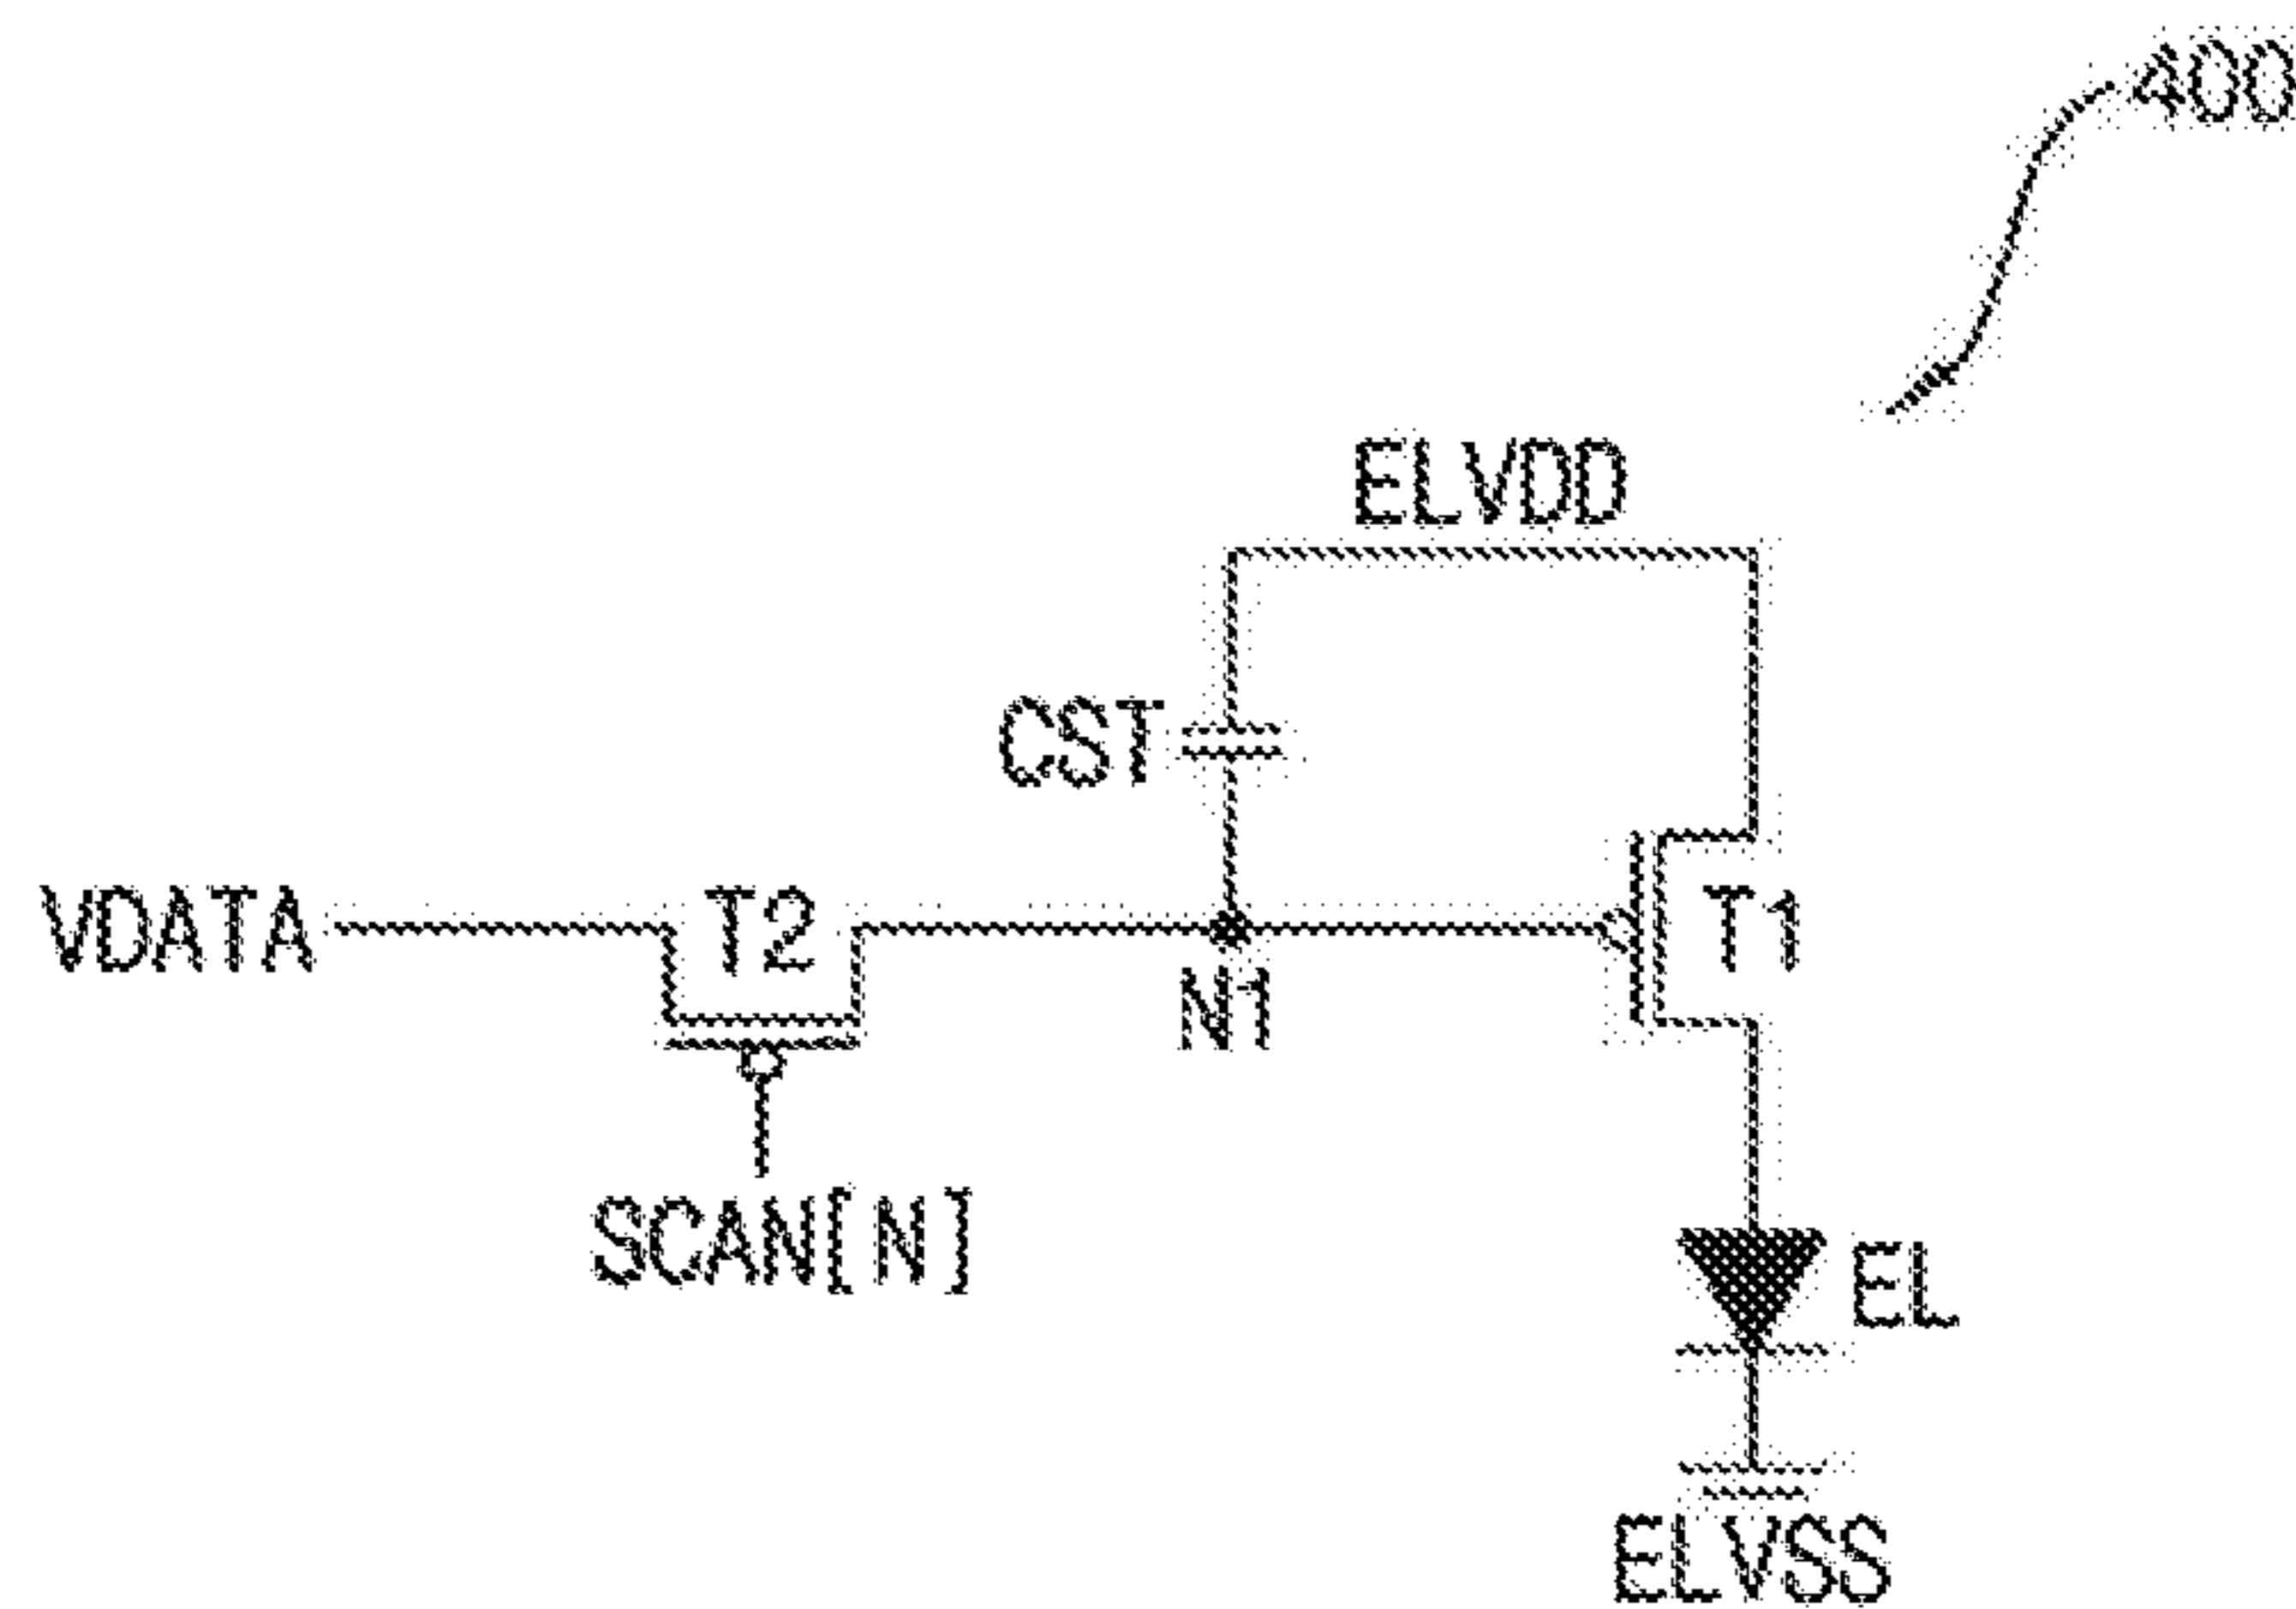 400
ELVDD
CST
VDATA
T2
T1
N1
SCAN[N]
EL
ELVSS